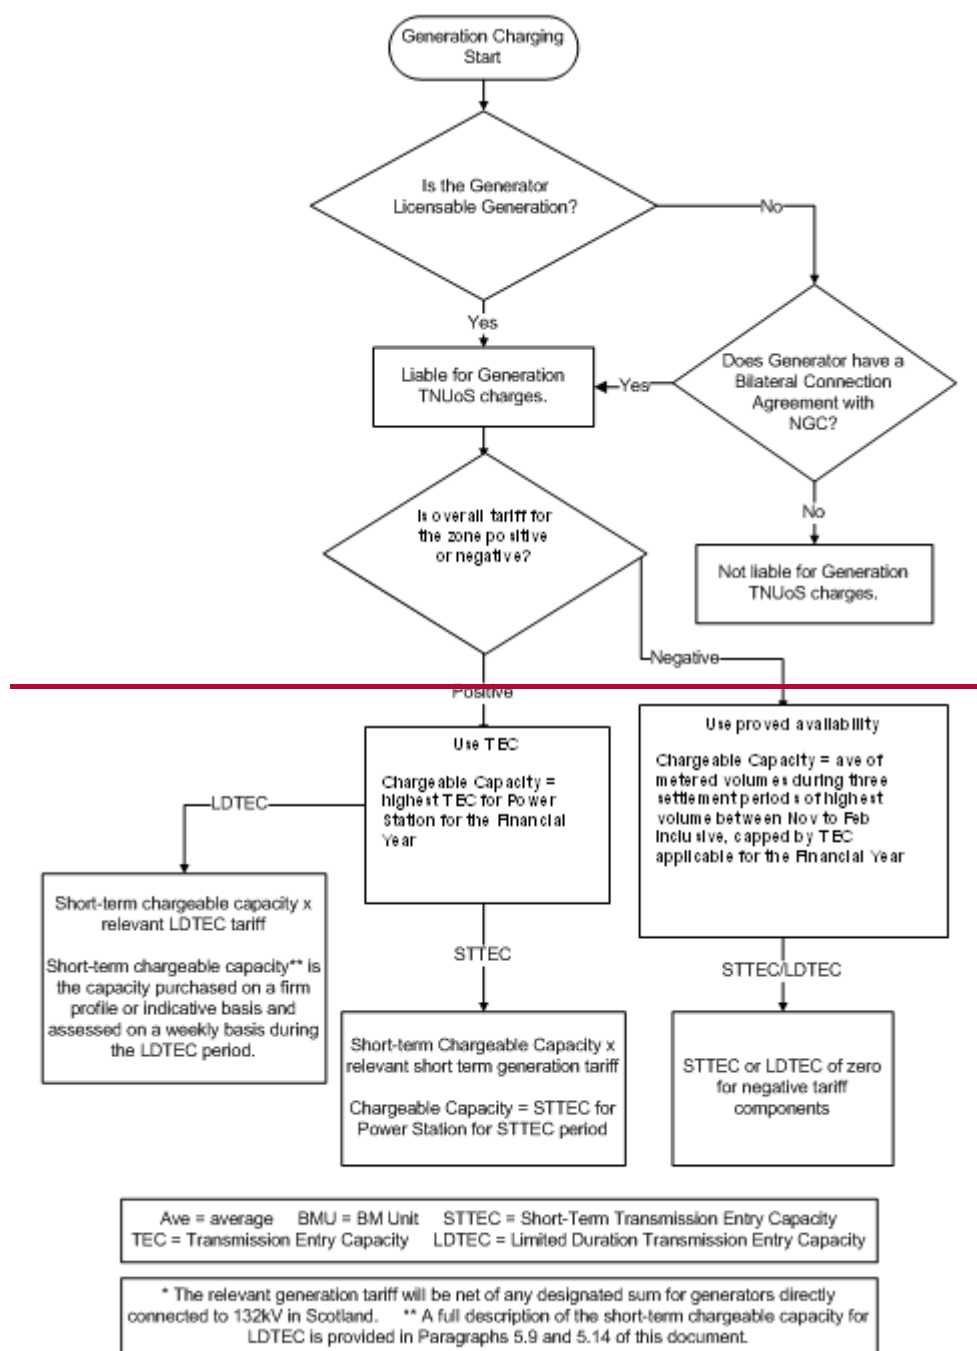 Generation Charging
Start
Is the Generator
Licensable Generation?
No
Yes
Liable for Generation
TNUoS charges.
Yes
Does Generator have a
Bilateral Connection
Agreement with
NGC?
No
Not liable for Generation
TNUoS charges.
Is overall tariff for
the zone positive
or negative?
Negative
Positive
Use TEC
Chargeable Capacity =
highest TEC for Power
Station for the Financial
Year
Use proved availability
Chargeable Capacity = ave of
metered volumes during three
settlement periods of highest
volume between Nov to Feb
inclusive, capped by TEC
applicable for the Financial Year
LDTEC
Short-term chargeable capacity x
relevant LDTEC tariff
Short-term chargeable capacity** is
the capacity purchased on a firm
profile or indicative basis and
assessed on a weekly basis during
the LDTEC period.
STTEC
Short-term Chargeable Capacity x
relevant short term generation tariff
Chargeable Capacity = STTEC for
Power Station for STTEC period
STTEC/LDTEC
STTEC or LDTEC of zero
for negative tariff
components
Ave = average BMU = BM Unit STTEC = Short-Term Transmission Entry Capacity
TEC = Transmission Entry Capacity LDTEC = Limited Duration Transmission Entry Capacity
* The relevant generation tariff will be net of any designated sum for generators directly
connected to 132kV in Scotland. ** A full description of the short-term chargeable capacity for
LDTEC is provided in Paragraphs 5.9 and 5.14 of this document.